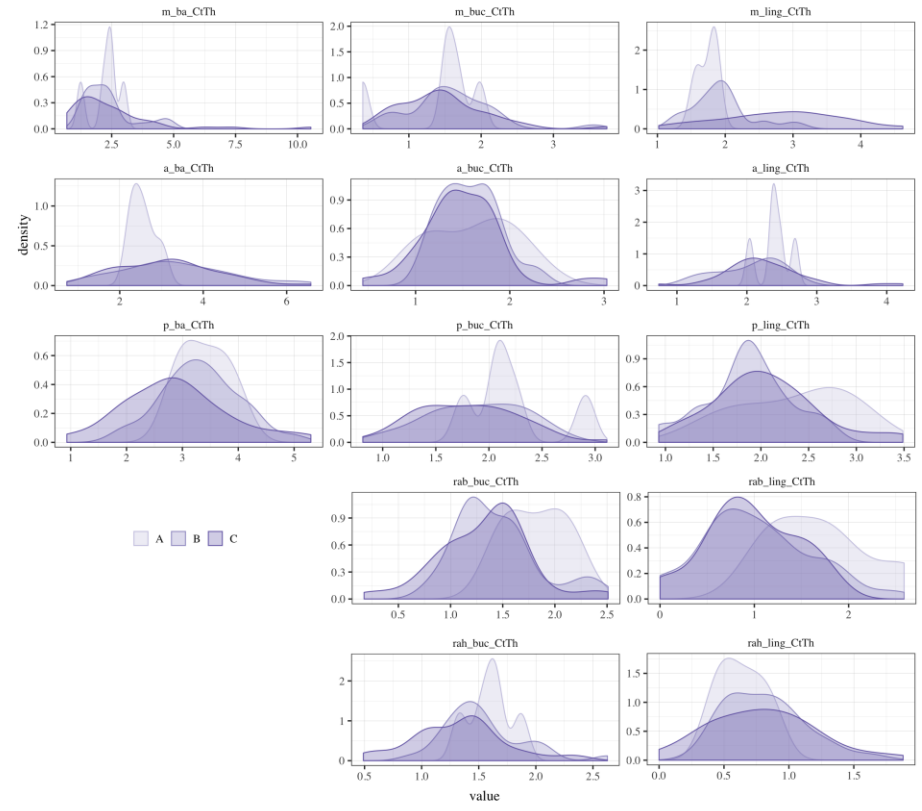 m_ba_CtTh m_buc_CtTh m_ling_CtTh
1.2 0.9 0.6 0.3 0.0
2.0 1.5 1.0 0.5 0.0
2 1 0
2.5 5.0 7.5 10.0
1 2 3
1 2 3 4
a_ba_CtTh a_buc_CtTh a_ling_CtTh
density
1.0 0.5 0.0
0.9 0.6 0.3 0.0
3 2 1 0
2 4 6
1 2 3
1 2 3 4
p_ba_CtTh p_buc_CtTh p_ling_CtTh
0.6 0.4 0.2 0.0
2.0 1.5 1.0 0.5 0.0
0.9 0.6 0.3 0.0
1 2 3 4 5
1.0 1.5 2.0 2.5 3.0
1.0 1.5 2.0 2.5 3.0 3.5
rab_buc_CtTh rab_ling_CtTh
0.9 0.6 0.3 0.0
0.8 0.6 0.4 0.2 0.0
A B C
0.5 1.0 1.5 2.0 2.5
0 1 2
rah_buc_CtTh rah_ling_CtTh
2 1 0
1.5 1.0 0.5 0.0
0.5 1.0 1.5 2.0 2.5
0.0 0.5 1.0 1.5
value